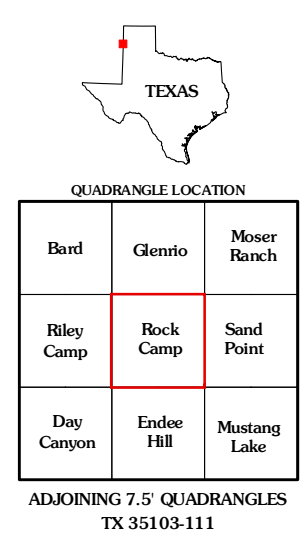 TEXAS
QUADRANGLE LOCATION
Bard
Glenrio
Moser
Ranch
Riley
Camp
Rock
Camp
Sand
Point
Day
Canyon
Endee
Hill
Mustang
Lake
ADJOINING 7.5' QUADRANGLES
TX 35103-111